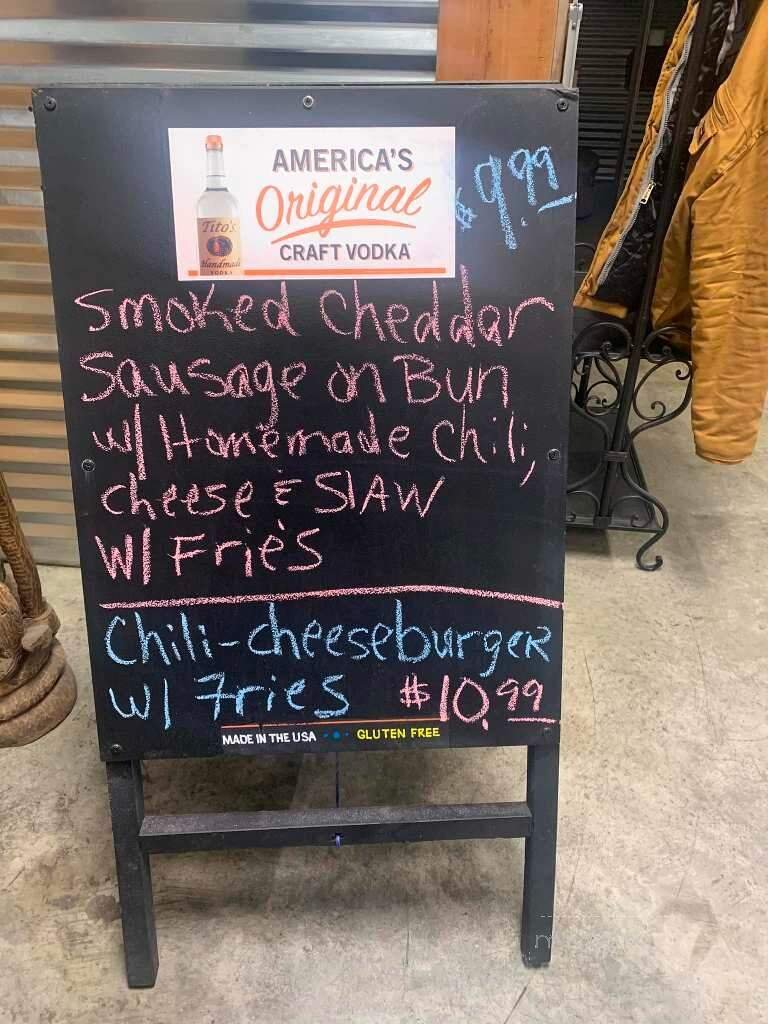 AMERICA'S
Original
CRAFT VODKA
Tito's
Handmade
VODKA
$9.99
Smoked Cheddar
Sausage on Bun
w/ Homemade Chili,
cheese & SlAW
W/ Frie's
Chili-cheeseburgeR
w/ Fries $10.99
MADE IN THE USA GLUTEN FREE